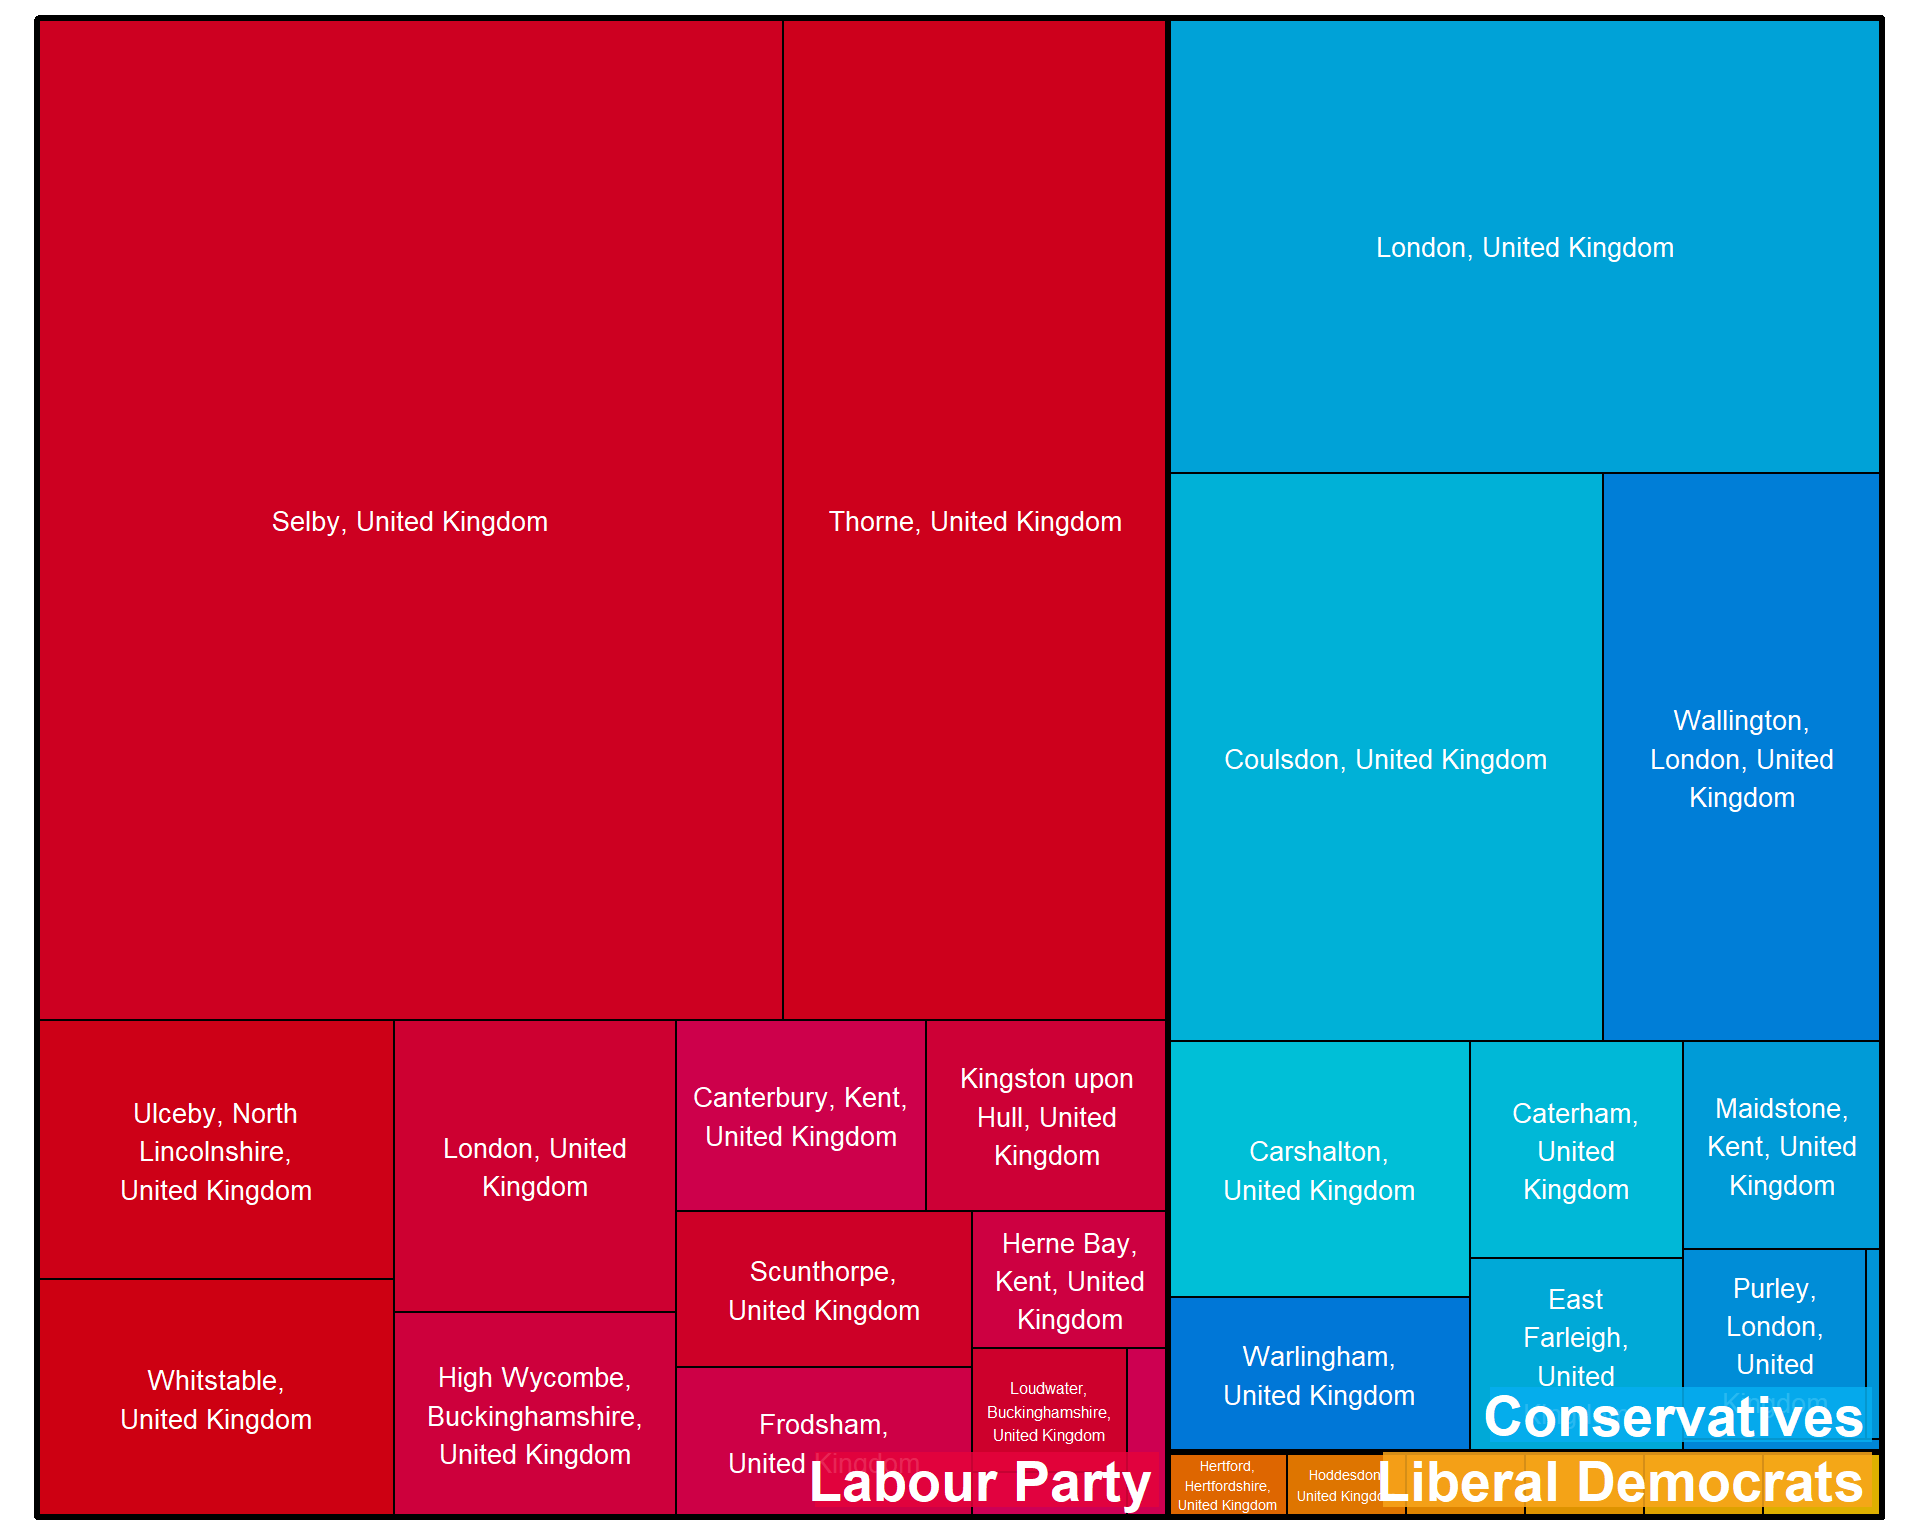 Selby, United Kingdom
Thorne, United Kingdom
Ulceby, North
Lincolnshire,
United Kingdom
Whitstable,
United Kingdom
London, United
Kingdom
High Wycombe,
Buckinghamshire,
United Kingdom
Canterbury, Kent,
United Kingdom
Kingston upon
Hull, United
Kingdom
Scunthorpe,
United Kingdom
Herne Bay,
Kent, United
Kingdom
Frodsham,
United Kingdom
Loudwater,
Buckinghamshire,
United Kingdom
Labour Party
London, United Kingdom
Coulsdon, United Kingdom
Wallington,
London, United
Kingdom
Carshalton,
United Kingdom
Warlingham,
United Kingdom
Caterham,
United
Kingdom
East
Farleigh,
United
Maidstone,
Kent, United
Kingdom
Purley,
London,
United
Kingdom
Conservatives
Hertford,
Hertfordshire,
United Kingdom
Hoddesdon
United
Liberal Democrats